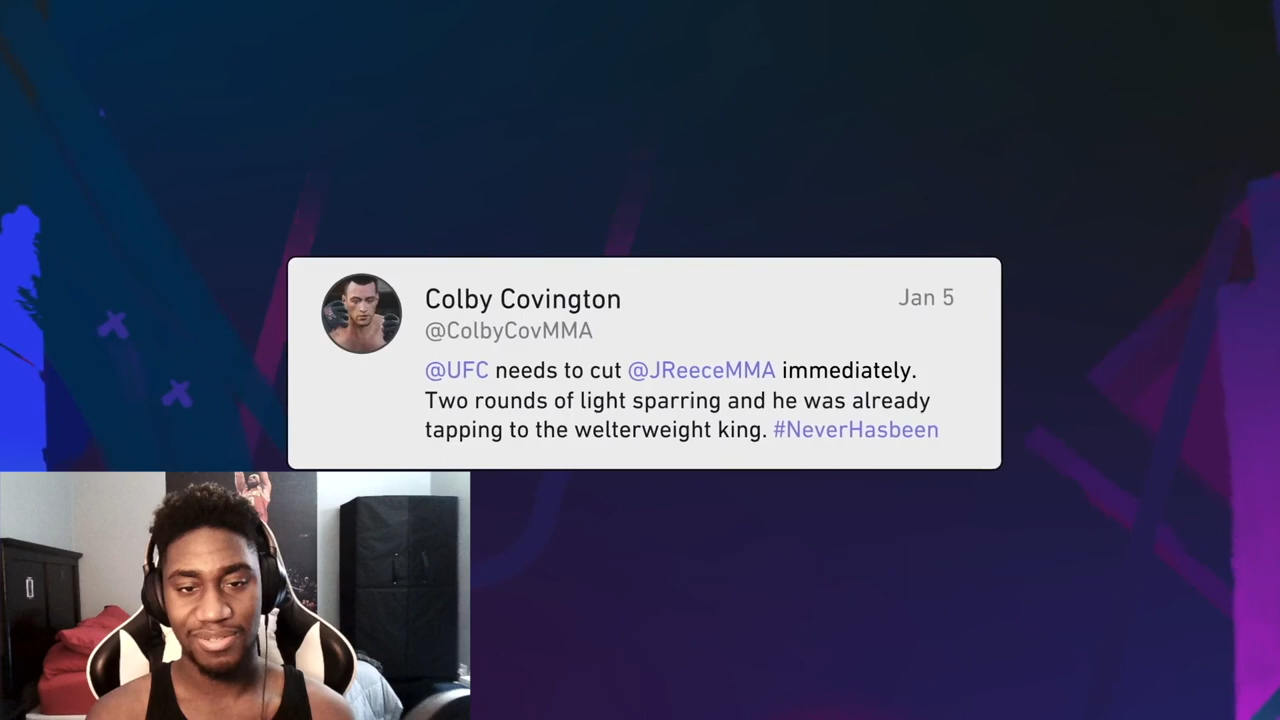 Colby Covington
Jan 5
@ColbyCovMMA
@UFC needs to cut @JReeceMMA immediately.
Two rounds of light sparring and he was already
tapping to the welterweight king. #NeverHasbeen